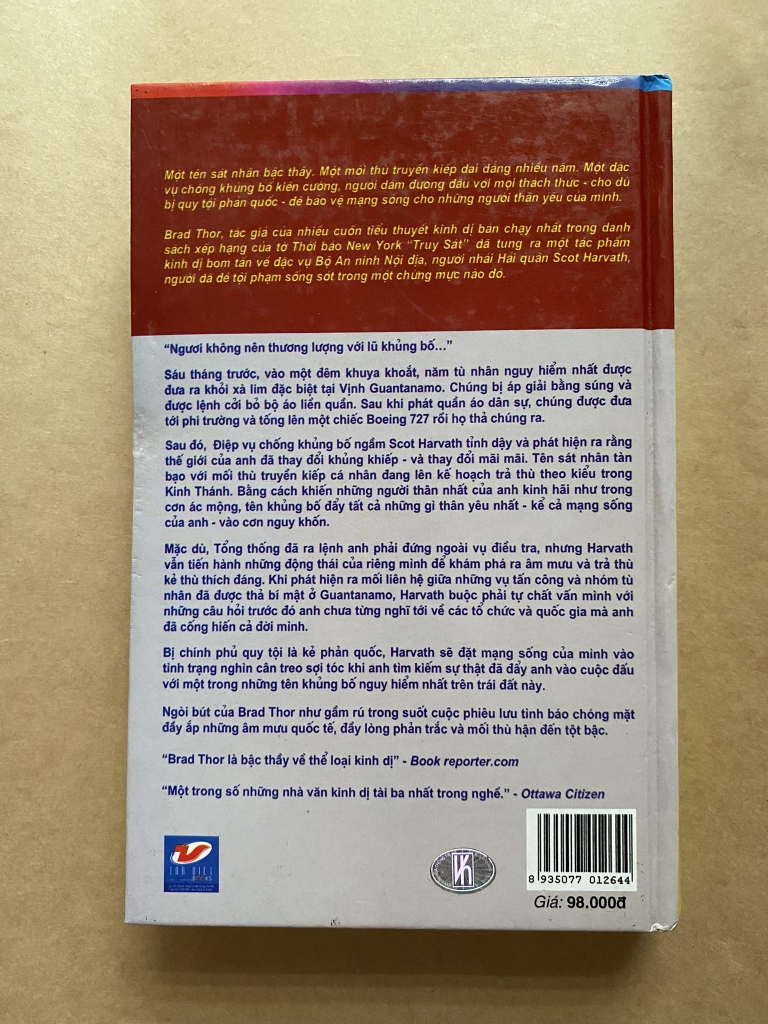 Một tên sát nhân bậc thầy. Một mối thù truyền kiếp dai dẳng nhiều năm. Một đặc
vụ chống khủng bố kiên cường, người dám đương đầu với mọi thách thức - cho dù
bị quy tội phản quốc - để bảo vệ mạng sống cho những người thân yêu của mình.
Brad Thor, tác giả của nhiều cuốn tiểu thuyết kinh dị bán chạy nhất trong danh
sách xếp hạng của tờ Thời báo New York "Truy Sát" đã tung ra một tác phẩm
kinh dị bom tấn về đặc vụ Bộ An ninh Nội địa, người nhái Hải quân Scot Harvath,
người đã để tội phạm sống sót trong một chừng mực nào đó.
"Ngươi không nên thương lượng với lũ khủng bố..."
Sáu tháng trước, vào một đêm khuya khoắt, năm tù nhân nguy hiểm nhất được
đưa ra khỏi xà lim đặc biệt tại Vịnh Guantanamo. Chúng bị áp giải bằng súng và
được lệnh cởi bỏ bộ áo liền quần. Sau khi phát quần áo dân sự, chúng được đưa
tới phi trường và tống lên một chiếc Boeing 727 rồi họ thả chúng ra.
Sau đó, Điệp vụ chống khủng bố ngầm Scot Harvath tỉnh dậy và phát hiện ra rằng
thế giới của anh đã thay đổi khủng khiếp - và thay đổi mãi mãi. Tên sát nhân tàn
bạo với mối thù truyền kiếp cá nhân đang lên kế hoạch trả thù theo kiểu trong
Kinh Thánh. Bằng cách khiến những người thân nhất của anh kinh hãi như trong
cơn ác mộng, tên khủng bố đẩy tất cả những gì thân yêu nhất - kể cả mạng sống
của anh - vào cơn nguy khốn.
Mặc dù, Tổng thống đã ra lệnh anh phải đứng ngoài vụ điều tra, nhưng Harvath
vẫn tiến hành những động thái của riêng mình để khám phá ra âm mưu và trả thù
kẻ thù thích đáng. Khi phát hiện ra mối liên hệ giữa những vụ tấn công và nhóm tù
nhân đã được thả bí mật ở Guantanamo, Harvath buộc phải tự chất vấn mình với
những câu hỏi trước đó anh chưa từng nghĩ tới về các tổ chức và quốc gia mà anh
đã cống hiến cả đời mình.
Bị chính phủ quy tội là kẻ phản quốc, Harvath sẽ đặt mạng sống của mình vào
tình trạng nghìn cân treo sợi tóc khi anh tìm kiếm sự thật đã đẩy anh vào cuộc đấu
với một trong những tên khủng bố nguy hiểm nhất trên trái đất này.
Ngòi bút của Brad Thor như gầm rú trong suốt cuộc phiêu lưu tình báo chóng mặt
đầy ắp những âm mưu quốc tế, đầy lòng phản trắc và mối thù hận đến tột bậc.
"Brad Thor là bậc thầy về thể loại kinh dị" - Book reporter.com
"Một trong số những nhà văn kinh dị tài ba nhất trong nghề." - Ottawa Citizen
TAN VIET
BOOKS
8 935077 012644
Giá: 98.000đ